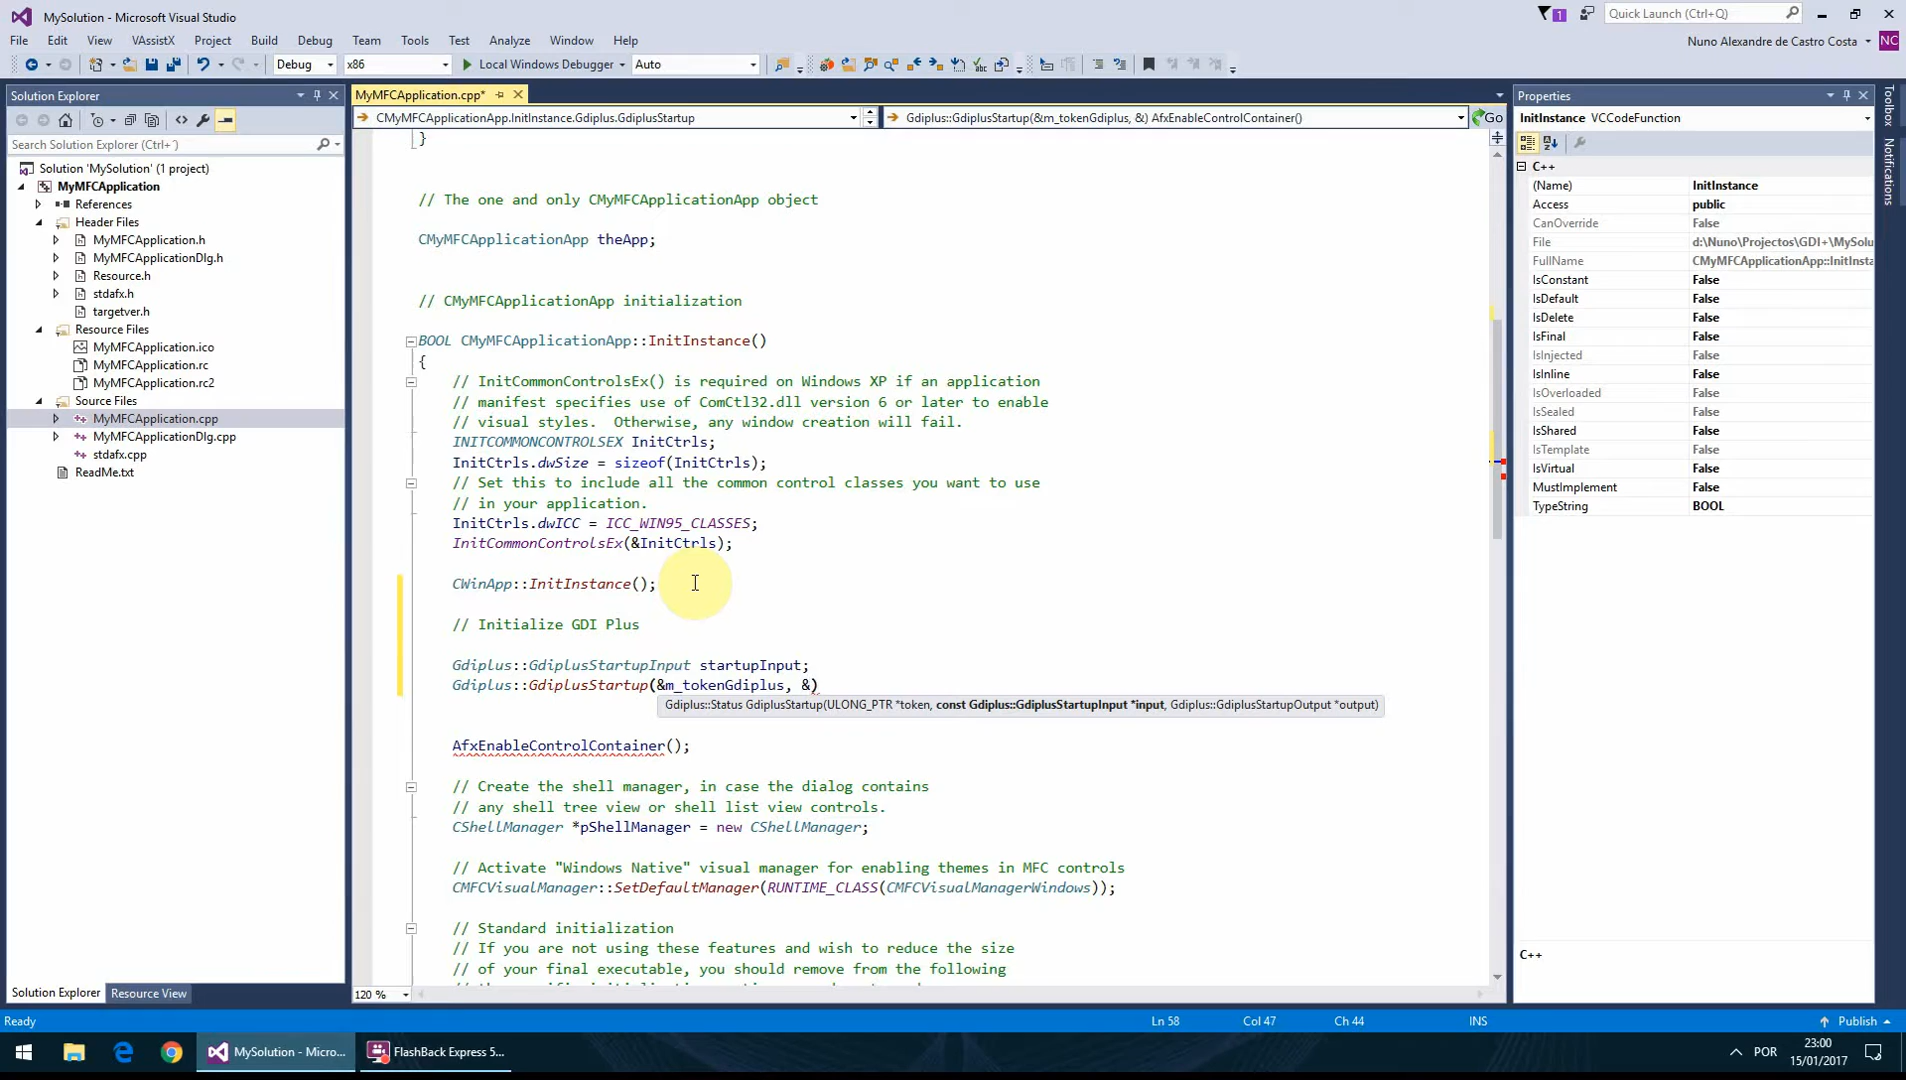 MySolution - Microsoft Visual Studio
1
Quick Launch (Ctrl+Q)
File Edit View VAssistX Project Build Debug Team Tools Test Analyze Window Help
Nuno Alexandre de Castro Costa
NC
Debug
x86
Local Windows Debugger
Auto
Solution Explorer
Search Solution Explorer (Ctrl+´)
Solution 'MySolution' (1 project)
MyMFCApplication
References
Header Files
MyMFCApplication.h
MyMFCApplicationDlg.h
Resource.h
stdafx.h
targetver.h
Resource Files
MyMFCApplication.ico
MyMFCApplication.rc
MyMFCApplication.rc2
Source Files
MyMFCApplication.cpp
MyMFCApplicationDlg.cpp
stdafx.cpp
ReadMe.txt
Solution Explorer
Resource View
MyMFCApplication.cpp*
CMyMFCApplicationApp.InitInstance.Gdiplus.GdiplusStartup
Gdiplus::GdiplusStartup(&m_tokenGdiplus, &) AfxEnableControlContainer()
Go
}
// The one and only CMyMFCApplicationApp object
CMyMFCApplicationApp theApp;
// CMyMFCApplicationApp initialization
BOOL CMyMFCApplicationApp::InitInstance()
{
// InitCommonControlsEx() is required on Windows XP if an application
// manifest specifies use of ComCtl32.dll version 6 or later to enable
// visual styles.  Otherwise, any window creation will fail.
INITCOMMONCONTROLSEX InitCtrls;
InitCtrls.dwSize = sizeof(InitCtrls);
// Set this to include all the common control classes you want to use
// in your application.
InitCtrls.dwICC = ICC_WIN95_CLASSES;
InitCommonControlsEx(&InitCtrls);
CWinApp::InitInstance();
// Initialize GDI Plus
Gdiplus::GdiplusStartupInput startupInput;
Gdiplus::GdiplusStartup(&m_tokenGdiplus, &)
Gdiplus::Status GdiplusStartup(ULONG_PTR *token, const Gdiplus::GdiplusStartupInput *input, Gdiplus::GdiplusStartupOutput *output)
AfxEnableControlContainer();
// Create the shell manager, in case the dialog contains
// any shell tree view or shell list view controls.
CShellManager *pShellManager = new CShellManager;
// Activate "Windows Native" visual manager for enabling themes in MFC controls
CMFCVisualManager::SetDefaultManager(RUNTIME_CLASS(CMFCVisualManagerWindows));
// Standard initialization
// If you are not using these features and wish to reduce the size
// of your final executable, you should remove from the following
120 %
Properties
InitInstance VCCodeFunction
C++
(Name) InitInstance
Access public
CanOverride False
File d:\Nuno\Projectos\GDI+\MySolu
FullName CMyMFCApplicationApp::InitInsta
IsConstant False
IsDefault False
IsDelete False
IsFinal False
IsInjected False
IsInline False
IsOverloaded False
IsSealed False
IsShared False
IsTemplate False
IsVirtual False
MustImplement False
TypeString BOOL
C++
Toolbox
Notifications
Ready
Ln 58
Col 47
Ch 44
INS
Publish
MySolution - Micro...
FlashBack Express 5...
POR
23:00
15/01/2017